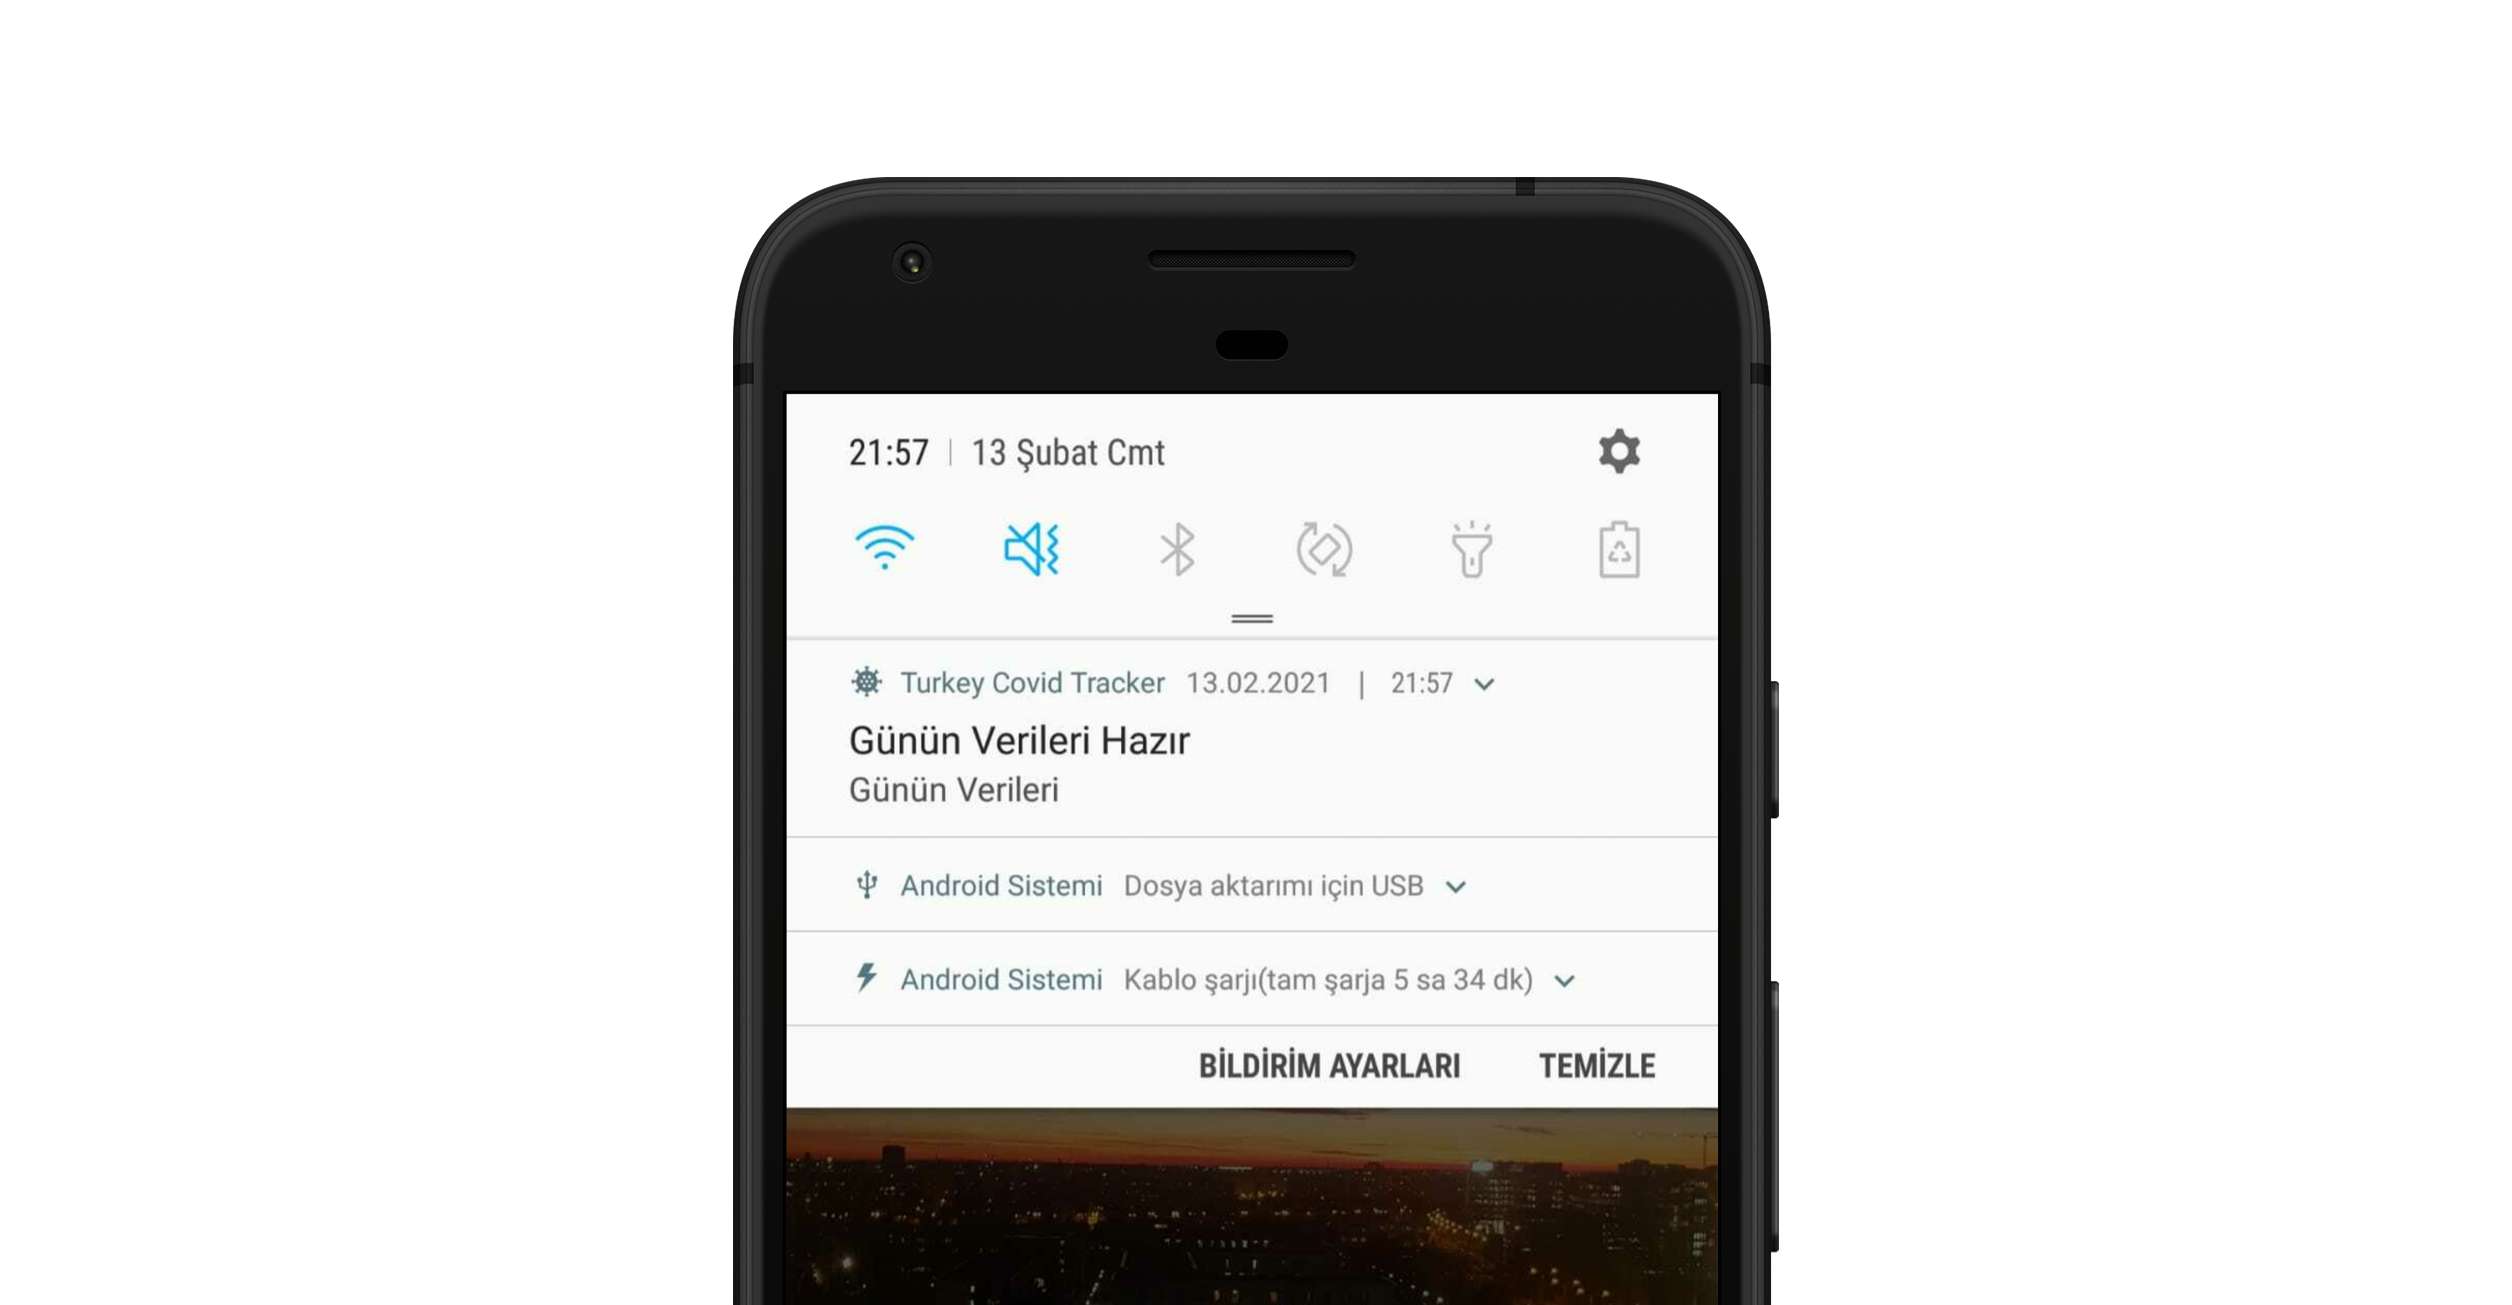 21:57 | 13 Şubat Cmt
Turkey Covid Tracker 13.02.2021 | 21:57
Günün Verileri Hazır
Günün Verileri
Android Sistemi Dosya aktarımı için USB
Android Sistemi Kablo şarjı(tam şarja 5 sa 34 dk)
BİLDİRİM AYARLARI TEMİZLE